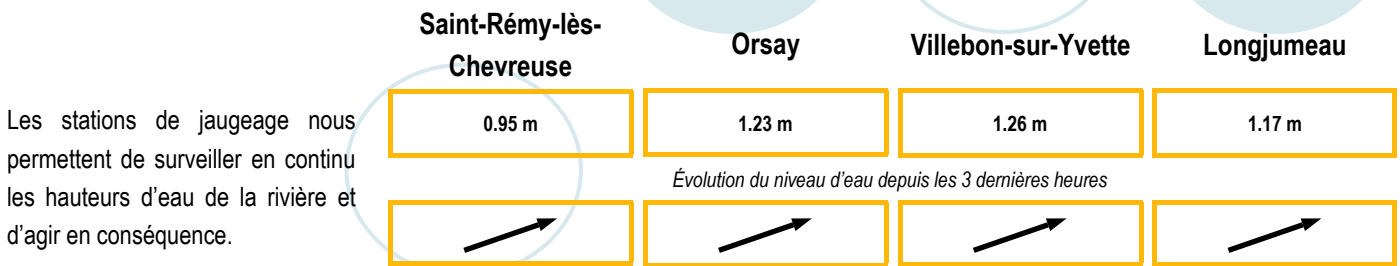 Saint-Rémy-lès-
Chevreuse
Orsay
Villebon-sur-Yvette
Longjumeau
Les stations de jaugeage nous
permettent de surveiller en continu
les hauteurs d’eau de la rivière et
d’agir en conséquence.
0.95 m
1.23 m
1.26 m
1.17 m
Évolution du niveau d’eau depuis les 3 dernières heures